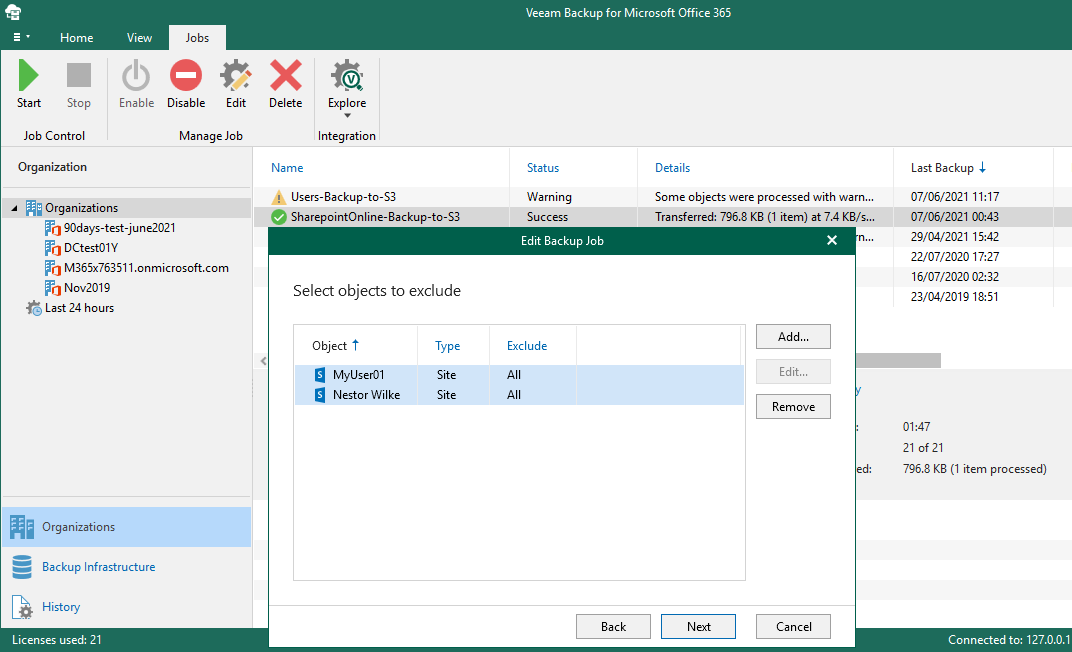 Veeam Backup for Microsoft Office 365
Home View Jobs
Start Stop Enable Disable Edit Delete Explore
Job Control Manage Job Integration
Organization
Organizations
90days-test-june2021
DCtest01Y
M365x763511.onmicrosoft.com
Nov2019
Last 24 hours
Organizations
Backup Infrastructure
History
Name Status Details Last Backup ↓
Users-Backup-to-S3 Warning Some objects were processed with warn... 07/06/2021 11:17
SharepointOnline-Backup-to-S3 Success Transferred: 796.8 KB (1 item) at 7.4 KB/s... 07/06/2021 00:43
rn... 29/04/2021 15:42
22/07/2020 17:27
16/07/2020 02:32
23/04/2019 18:51
Edit Backup Job
Select objects to exclude
Object ↑ Type Exclude
MyUser01 Site All
Nestor Wilke Site All
Add...
Edit...
Remove
Back Next Cancel
y
: 01:47
21 of 21
ed: 796.8 KB (1 item processed)
Licenses used: 21
Connected to: 127.0.0.1